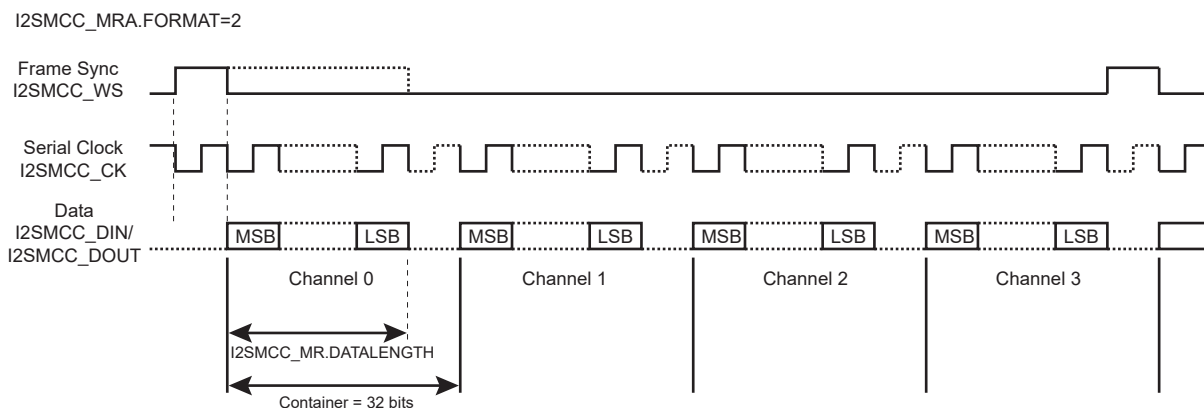 I2SMCC_MRA.FORMAT=2
Frame Sync
I2SMCC_WS
Serial Clock
I2SMCC_CK
Data
I2SMCC_DIN/
I2SMCC_DOUT
MSB LSB MSB LSB MSB LSB MSB LSB
Channel 0 Channel 1 Channel 2 Channel 3
I2SMCC_MR.DATALENGTH
Container = 32 bits